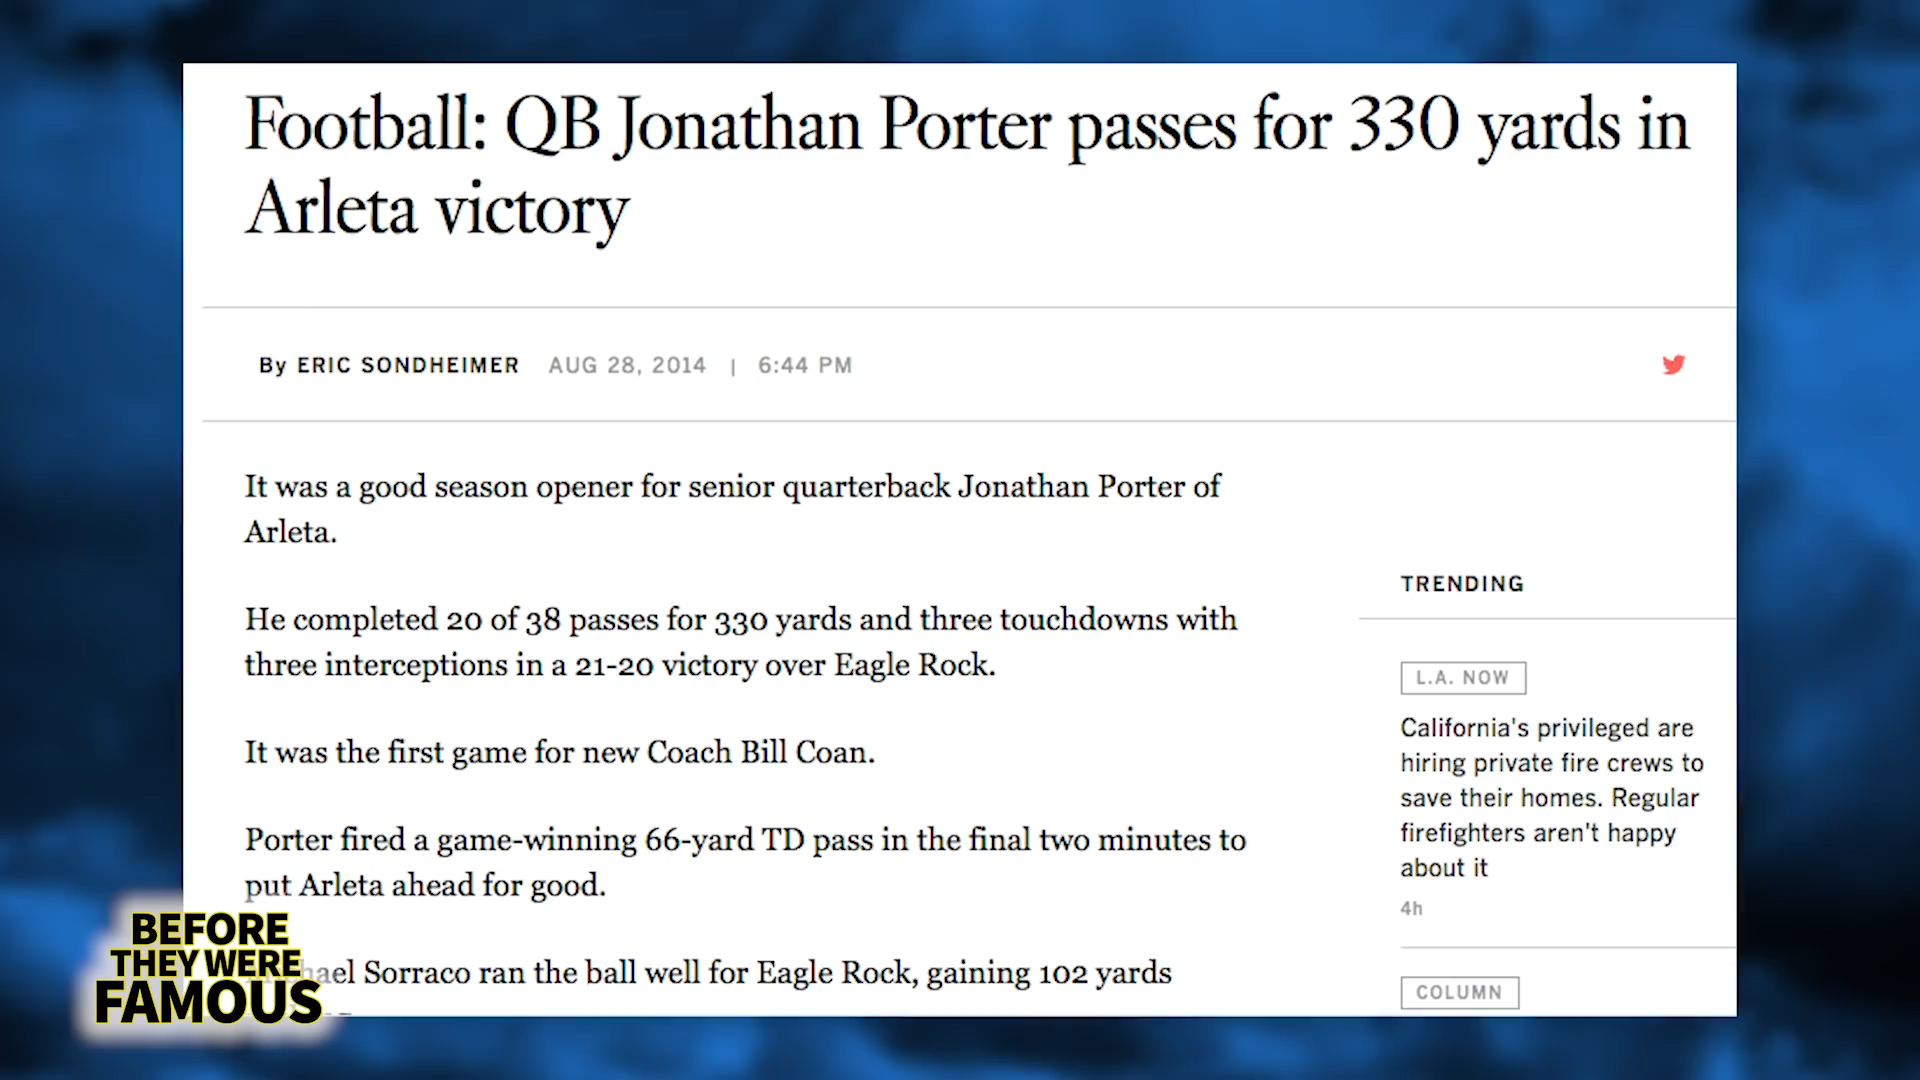 Football: QB Jonathan Porter passes for 330 yards in
Arleta victory
By ERIC SONDHEIMER AUG 28, 2014 | 6:44 PM
It was a good season opener for senior quarterback Jonathan Porter of
Arleta.
He completed 20 of 38 passes for 330 yards and three touchdowns with
three interceptions in a 21-20 victory over Eagle Rock.
It was the first game for new Coach Bill Coan.
Porter fired a game-winning 66-yard TD pass in the final two minutes to
put Arleta ahead for good.
Sorraco ran the ball well for Eagle Rock, gaining 102 yards
TRENDING
L.A. NOW
California's privileged are
hiring private fire crews to
save their homes. Regular
firefighters aren't happy
about it
4h
COLUMN
BEFORE
THEY WERE
FAMOUS